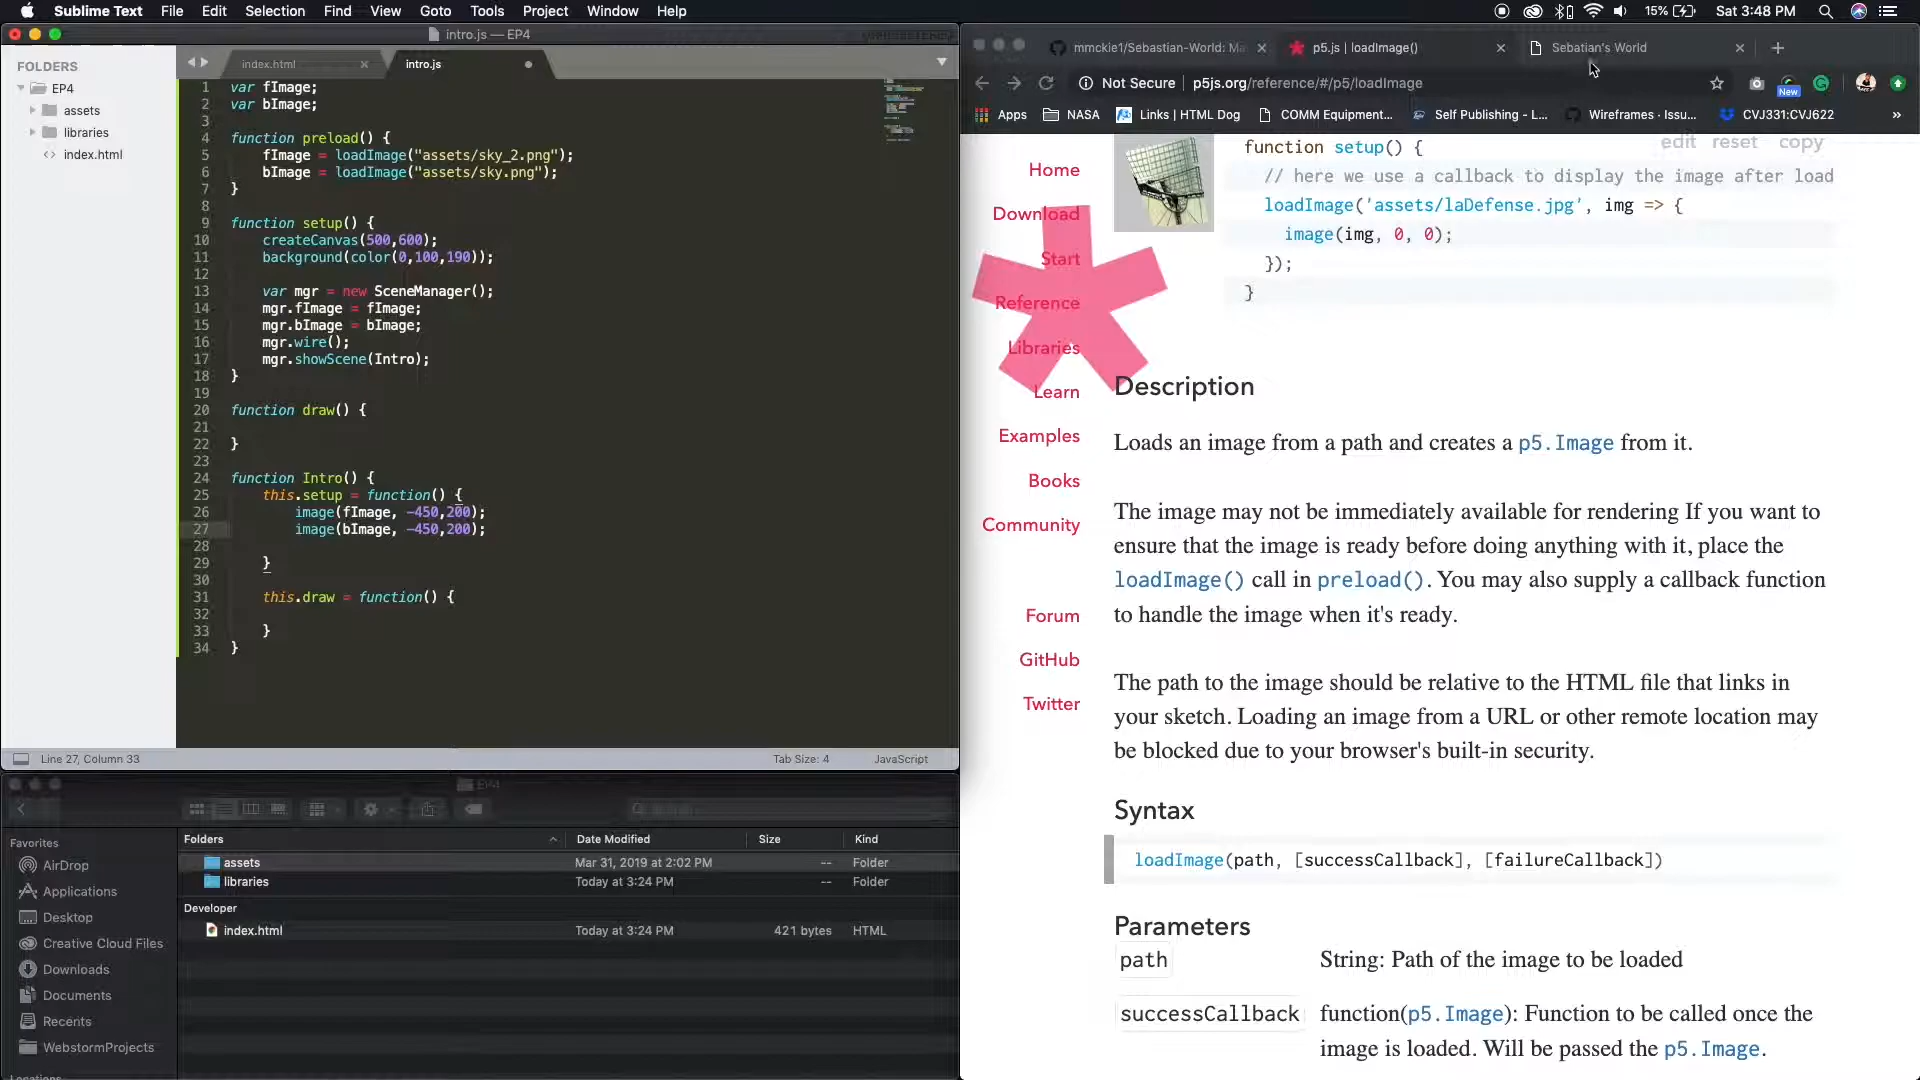 Sublime Text File Edit Selection Find View Goto Tools Project Window Help
15% Sat 3:48 PM
intro.js — EP4
FOLDERS
EP4
assets
libraries
index.html
index.html
intro.js
1 var fImage;
2 var bImage;
3
4 function preload() {
5 fImage = loadImage("assets/sky_2.png");
6 bImage = loadImage("assets/sky.png");
7 }
8
9 function setup() {
10 createCanvas(500,600);
11 background(color(0,100,190));
12
13 var mgr = new SceneManager();
14 mgr.fImage = fImage;
15 mgr.bImage = bImage;
16 mgr.wire();
17 mgr.showScene(Intro);
18 }
19
20 function draw() {
21
22 }
23
24 function Intro() {
25 this.setup = function() {
26 image(fImage, -450,200);
27 image(bImage, -450,200);
28
29 }
30
31 this.draw = function() {
32
33 }
34 }
Line 27, Column 33
Tab Size: 4
JavaScript
EP4
Favorites
AirDrop
Applications
Desktop
Creative Cloud Files
Downloads
Documents
Recents
WebstormProjects
Locations
Folders Date Modified Size Kind
assets Mar 31, 2019 at 2:02 PM -- Folder
libraries Today at 3:24 PM -- Folder
Developer
index.html Today at 3:24 PM 421 bytes HTML
mmckie1/Sebastian-World: Ma
p5.js | loadImage()
Sebatian's World
Not Secure p5js.org/reference/#/p5/loadImage
New
Apps NASA Links | HTML Dog COMM Equipment... Self Publishing - L... Wireframes · Issu... CVJ331:CVJ622 »
Home
Download
Start
Reference
Libraries
Learn
Examples
Books
Community
Forum
GitHub
Twitter
edit reset copy
function setup() {
// here we use a callback to display the image after load
loadImage('assets/laDefense.jpg', img => {
image(img, 0, 0);
});
}
Description
Loads an image from a path and creates a p5.Image from it.
The image may not be immediately available for rendering If you want to
ensure that the image is ready before doing anything with it, place the
loadImage() call in preload(). You may also supply a callback function
to handle the image when it's ready.
The path to the image should be relative to the HTML file that links in
your sketch. Loading an image from a URL or other remote location may
be blocked due to your browser's built-in security.
Syntax
loadImage(path, [successCallback], [failureCallback])
Parameters
path String: Path of the image to be loaded
successCallback function(p5.Image): Function to be called once the
image is loaded. Will be passed the p5.Image.